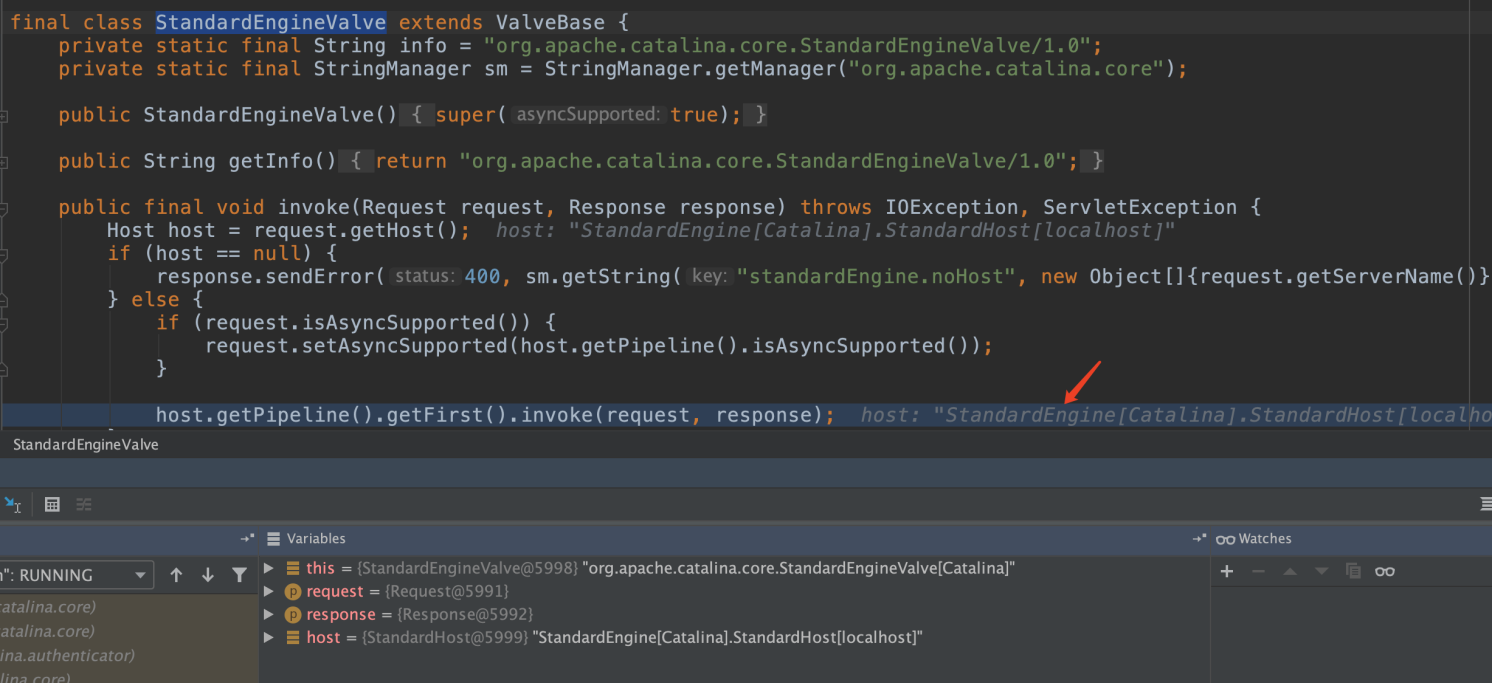 final class StandardEngineValve extends ValveBase {
private static final String info = "org.apache.catalina.core.StandardEngineValve/1.0";
private static final StringManager sm = StringManager.getManager("org.apache.catalina.core");
public StandardEngineValve() { super( asyncSupported: true); }
public String getInfo() { return "org.apache.catalina.core.StandardEngineValve/1.0"; }
public final void invoke(Request request, Response response) throws IOException, ServletException {
Host host = request.getHost(); host: "StandardEngine[Catalina].StandardHost[localhost]"
if (host == null) {
response.sendError( status: 400, sm.getString( key: "standardEngine.noHost", new Object[]{request.getServerName()}
} else {
if (request.isAsyncSupported()) {
request.setAsyncSupported(host.getPipeline().isAsyncSupported());
}
host.getPipeline().getFirst().invoke(request, response); host: "StandardEngine[Catalina].StandardHost[localho
StandardEngineValve
Variables
Watches
": RUNNING
this = {StandardEngineValve@5998} "org.apache.catalina.core.StandardEngineValve[Catalina]"
request = {Request@5991}
response = {Response@5992}
host = {StandardHost@5999} "StandardEngine[Catalina].StandardHost[localhost]"
atalina.core)
atalina.core)
ina.authenticator)
lina.core)